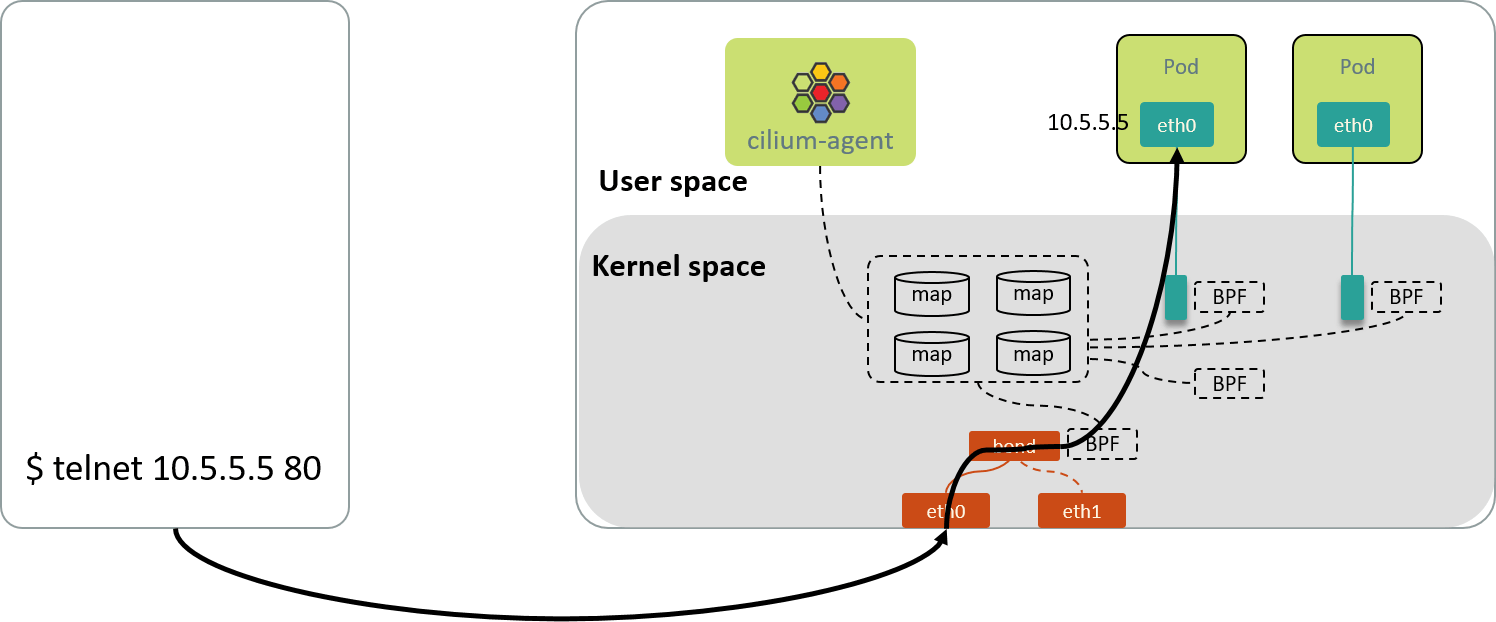 Pod
Pod
10.5.5.5
eth0
eth0
cilium-agent
User space
Kernel space
map
map
BPF
BPF
map
map
BPF
bond
BPF
$ telnet 10.5.5.5 80
eth0
eth1